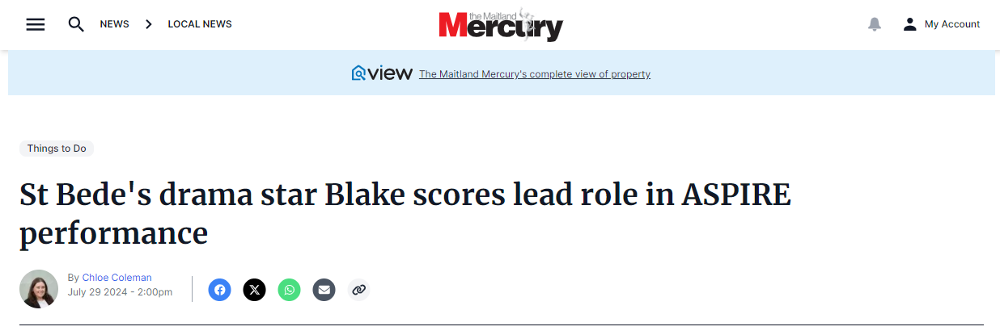 NEWS
LOCAL NEWS
the Maitland
Mercury
My Account
view
The Maitland Mercury's complete view of property
Things to Do
St Bede's drama star Blake scores lead role in ASPIRE
performance
By Chloe Coleman
July 29 2024 - 2:00pm